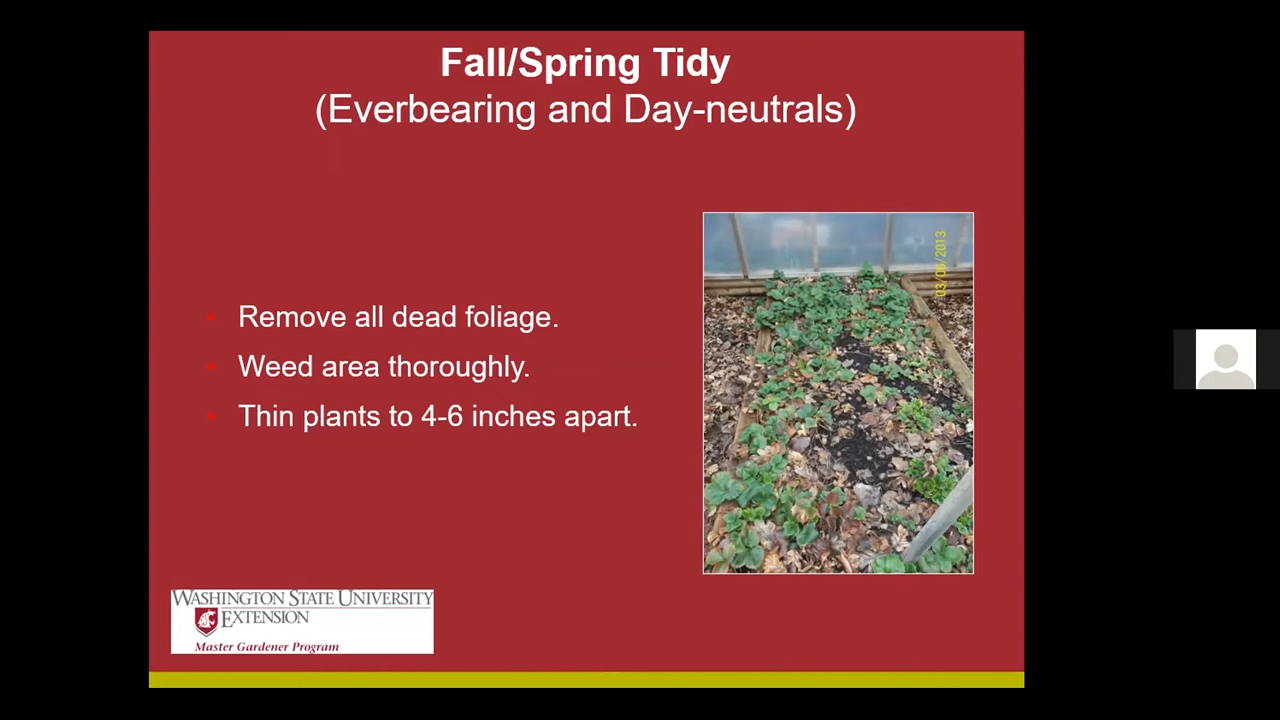 Fall/Spring Tidy
(Everbearing and Day-neutrals)
Remove all dead foliage.
Weed area thoroughly.
Thin plants to 4-6 inches apart.
WASHINGTON STATE UNIVERSITY
EXTENSION
Master Gardener Program